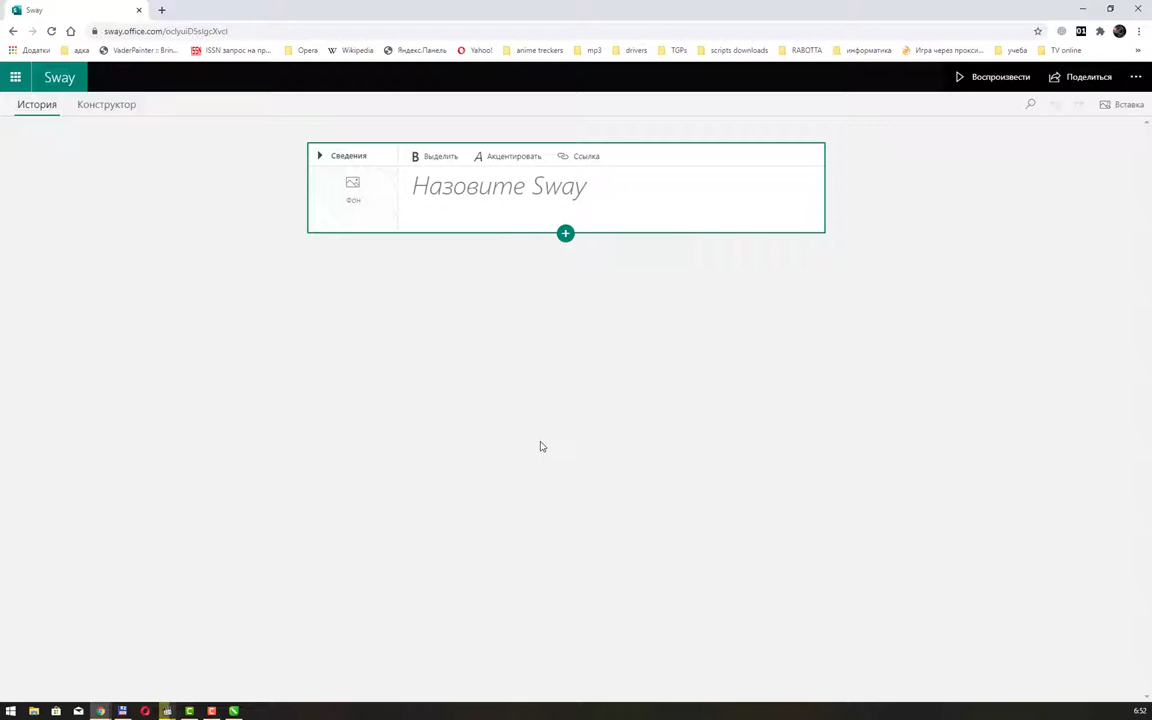 Sway
sway.office.com/oclyuiD5slgcXvcI
Додатки
адка
VaderPainter :: Brin...
ISSN запрос на пр...
Opera
Wikipedia
Яндекс.Панель
Yahoo!
anime treckers
mp3
drivers
TGPs
scripts downloads
RABOTTA
информатика
Игра через прокси...
учеба
TV online
»
Sway
Воспроизвести
Поделиться
История
Конструктор
Вставка
Сведения
B Выделить
A Акцентировать
Ссылка
Фон
Назовите Sway
6:52